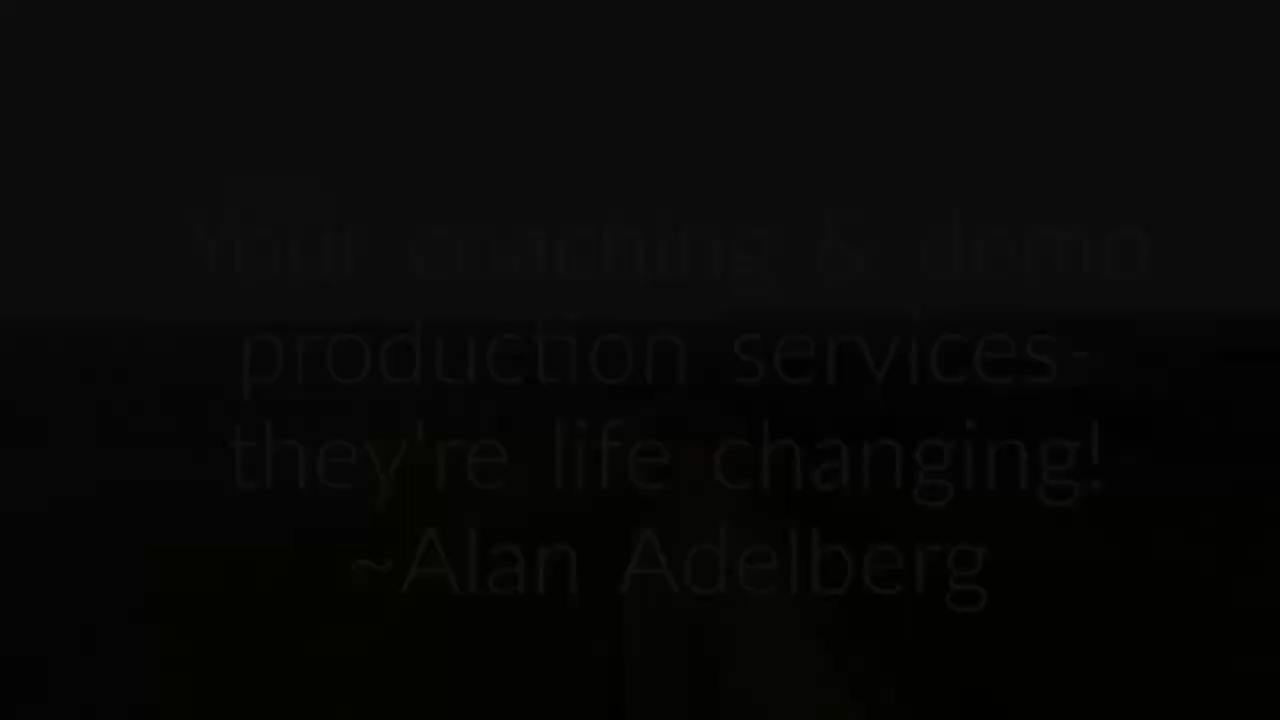 Your coaching & demo
production services-
they're life changing!
~Alan Adelberg